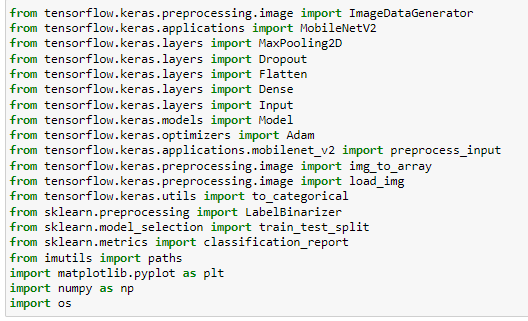 from tensorflow.keras.preprocessing.image import ImageDataGenerator
from tensorflow.keras.applications import MobileNetV2
from tensorflow.keras.layers import MaxPooling2D
from tensorflow.keras.layers import Dropout
from tensorflow.keras.layers import Flatten
from tensorflow.keras.layers import Dense
from tensorflow.keras.layers import Input
from tensorflow.keras.models import Model
from tensorflow.keras.optimizers import Adam
from tensorflow.keras.applications.mobilenet_v2 import preprocess_input
from tensorflow.keras.preprocessing.image import img_to_array
from tensorflow.keras.preprocessing.image import load_img
from tensorflow.keras.utils import to_categorical
from sklearn.preprocessing import LabelBinarizer
from sklearn.model_selection import train_test_split
from sklearn.metrics import classification_report
from imutils import paths
import matplotlib.pyplot as plt
import numpy as np
import os